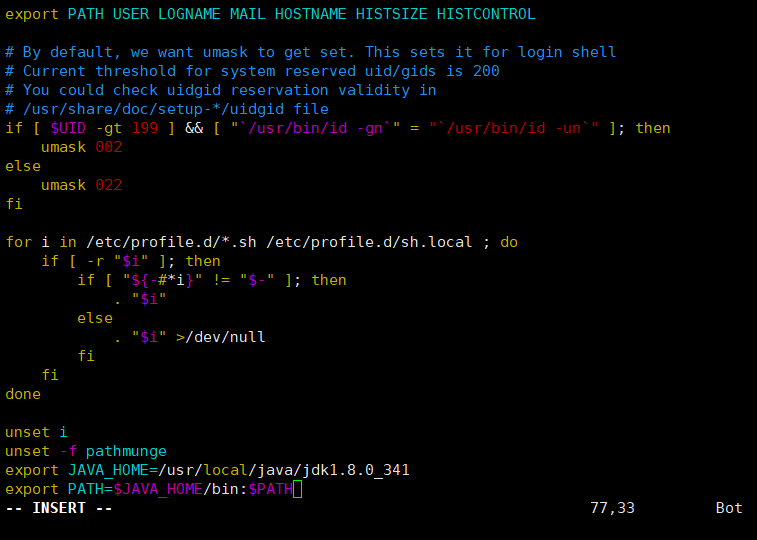 export PATH USER LOGNAME MAIL HOSTNAME HISTSIZE HISTCONTROL

# By default, we want umask to get set. This sets it for login shell
# Current threshold for system reserved uid/gids is 200
# You could check uidgid reservation validity in
# /usr/share/doc/setup-*/uidgid file
if [ $UID -gt 199 ] && [ "`/usr/bin/id -gn`" = "`/usr/bin/id -un`" ]; then
    umask 002
else
    umask 022
fi

for i in /etc/profile.d/*.sh /etc/profile.d/sh.local ; do
    if [ -r "$i" ]; then
        if [ "${-#*i}" != "$-" ]; then
            . "$i"
        else
            . "$i" >/dev/null
        fi
    fi
done

unset i
unset -f pathmunge
export JAVA_HOME=/usr/local/java/jdk1.8.0_341
export PATH=$JAVA_HOME/bin:$PATH
-- INSERT -- 77,33 Bot